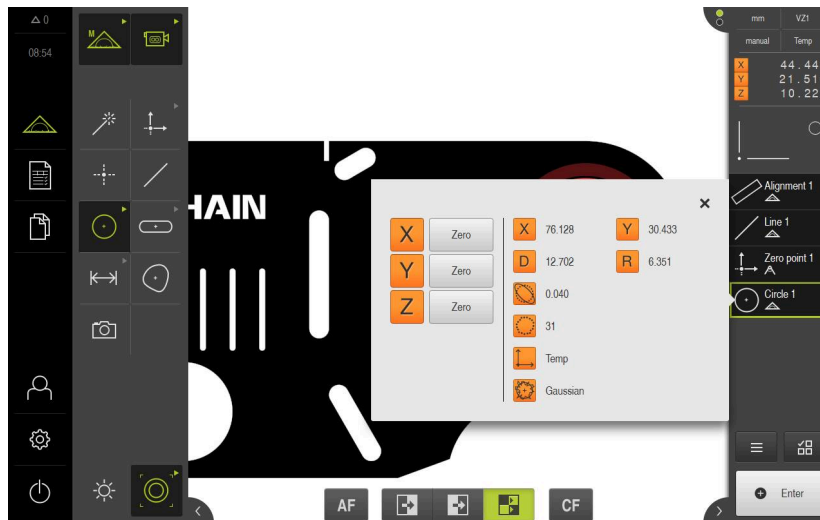 0
08:54
M
HAIN
X Zero
Y Zero
Z Zero
X 76.128 Y 30.433
D 12.702 R 6.351
0.040
31
Temp
Gaussian
AF
CF
mm VZ1
manual Temp
X 44.44
Y 21.51
Z 10.22
Alignment 1
Line 1
Zero point 1
Circle 1
Enter